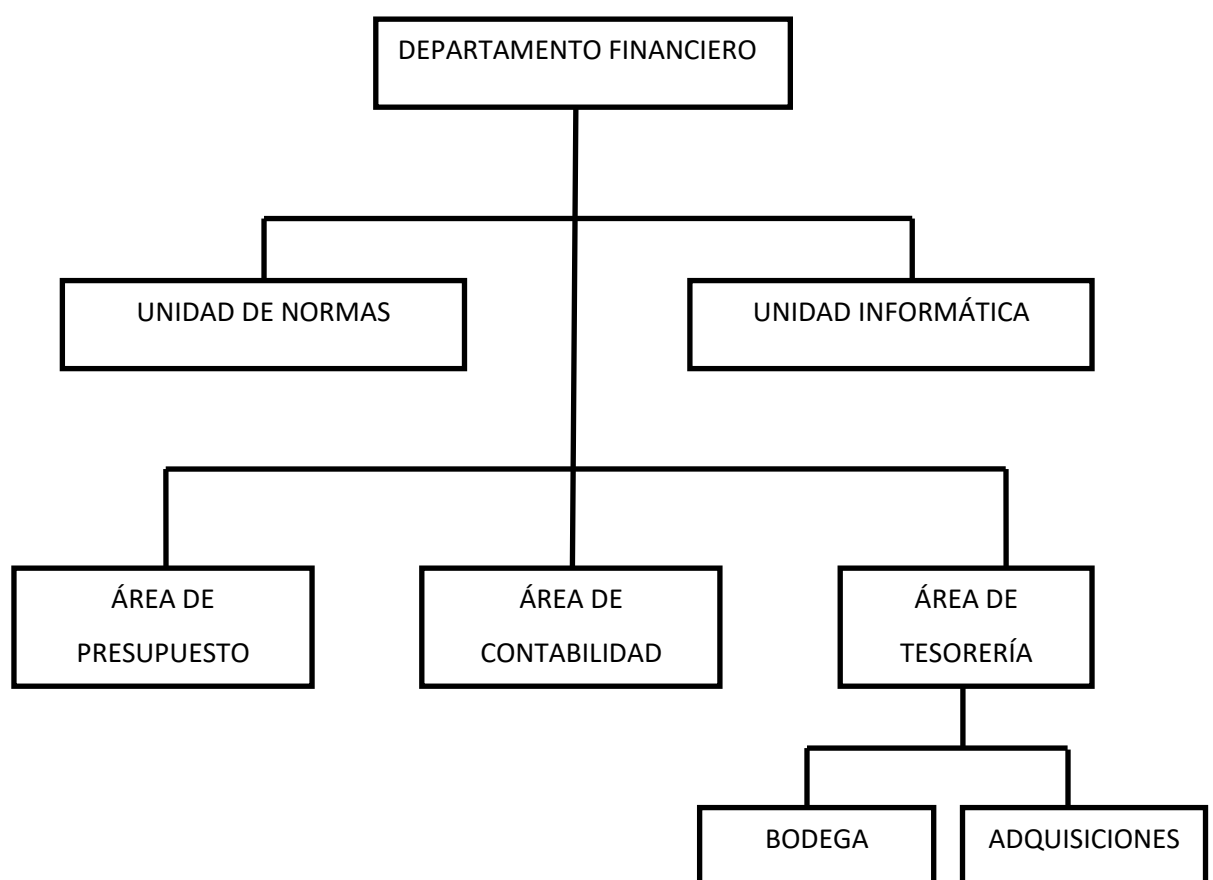 DEPARTAMENTO FINANCIERO
UNIDAD DE NORMAS
UNIDAD INFORMÁTICA
ÁREA DE
PRESUPUESTO
ÁREA DE
CONTABILIDAD
ÁREA DE
TESORERÍA
BODEGA
ADQUISICIONES